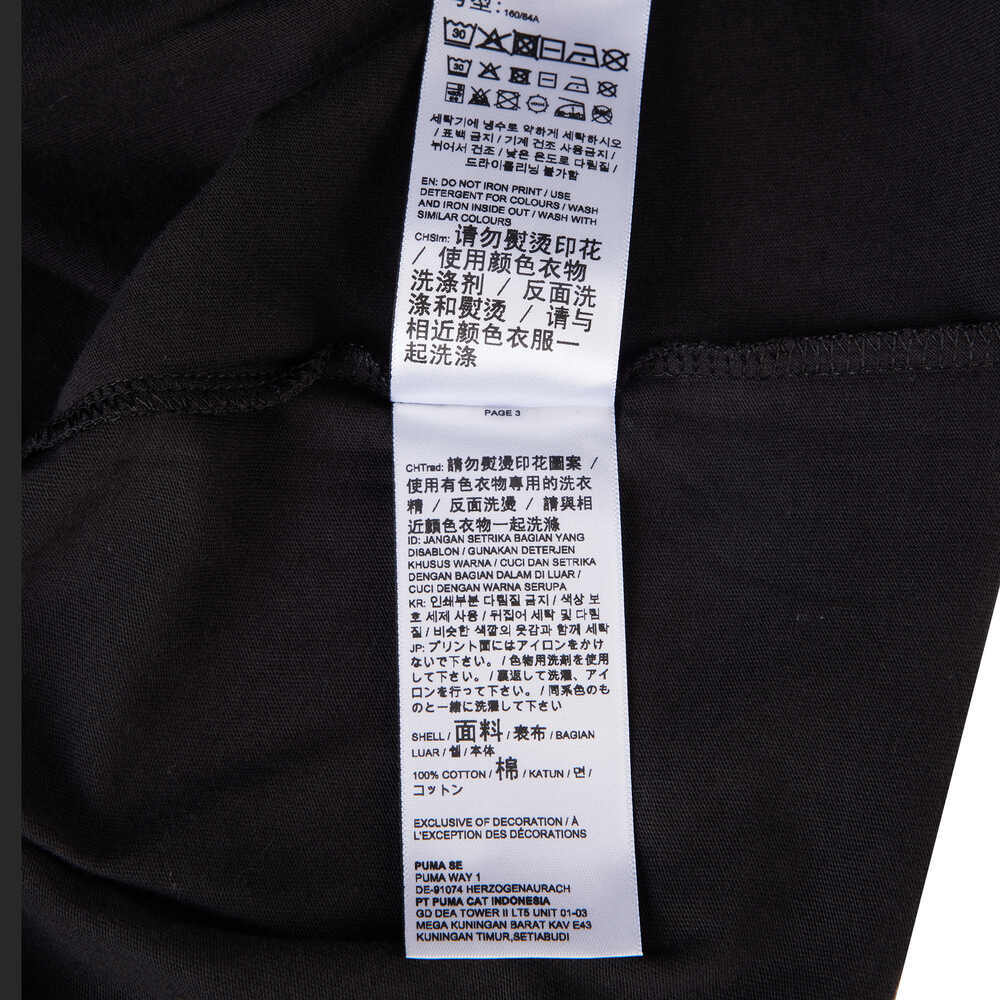 号型: 160/84A
30
30
세탁기에 냉수로 약하게 세탁하시오
/ 표백 금지 / 기계 건조 사용금지 /
뉘어서 건조 / 낮은 온도로 다림질 /
드라이클리닝 불가함
EN: DO NOT IRON PRINT / USE
DETERGENT FOR COLOURS / WASH
AND IRON INSIDE OUT / WASH WITH
SIMILAR COLOURS
CHSim: 请勿熨烫印花
/ 使用颜色衣物
洗涤剂 / 反面洗
涤和熨烫 / 请与
相近颜色衣服一
起洗涤
PAGE 3
CHTrad: 請勿熨燙印花圖案 /
使用有色衣物專用的洗衣
精 / 反面洗燙 / 請與相
近顏色衣物一起洗滌
ID: JANGAN SETRIKA BAGIAN YANG
DISABLON / GUNAKAN DETERJEN
KHUSUS WARNA / CUCI DAN SETRIKA
DENGAN BAGIAN DALAM DI LUAR /
CUCI DENGAN WARNA SERUPA
KR: 인쇄부분 다림질 금지 / 색상 보
호 세제 사용 / 뒤집어 세탁 및 다림
질 / 비슷한 색깔의 옷감과 함께 세탁
JP: プリント面にはアイロンをかけ
ないで下さい。 / 色物用洗剤を使用
して下さい。 / 裏返して洗濯、アイ
ロンを行って下さい。 / 同系色のも
のと一緒に洗濯して下さい
SHELL / 面料 / 表布 / BAGIAN
LUAR / 쉘 / 本体
100% COTTON / 棉 / KATUN / 면 /
コットン
EXCLUSIVE OF DECORATION / À
L'EXCEPTION DES DÉCORATIONS
PUMA SE
PUMA WAY 1
DE-91074 HERZOGENAURACH
PT PUMA CAT INDONESIA
GD DEA TOWER II LT5 UNIT 01-03
MEGA KUNINGAN BARAT KAV E43
KUNINGAN TIMUR,SETIABUDI